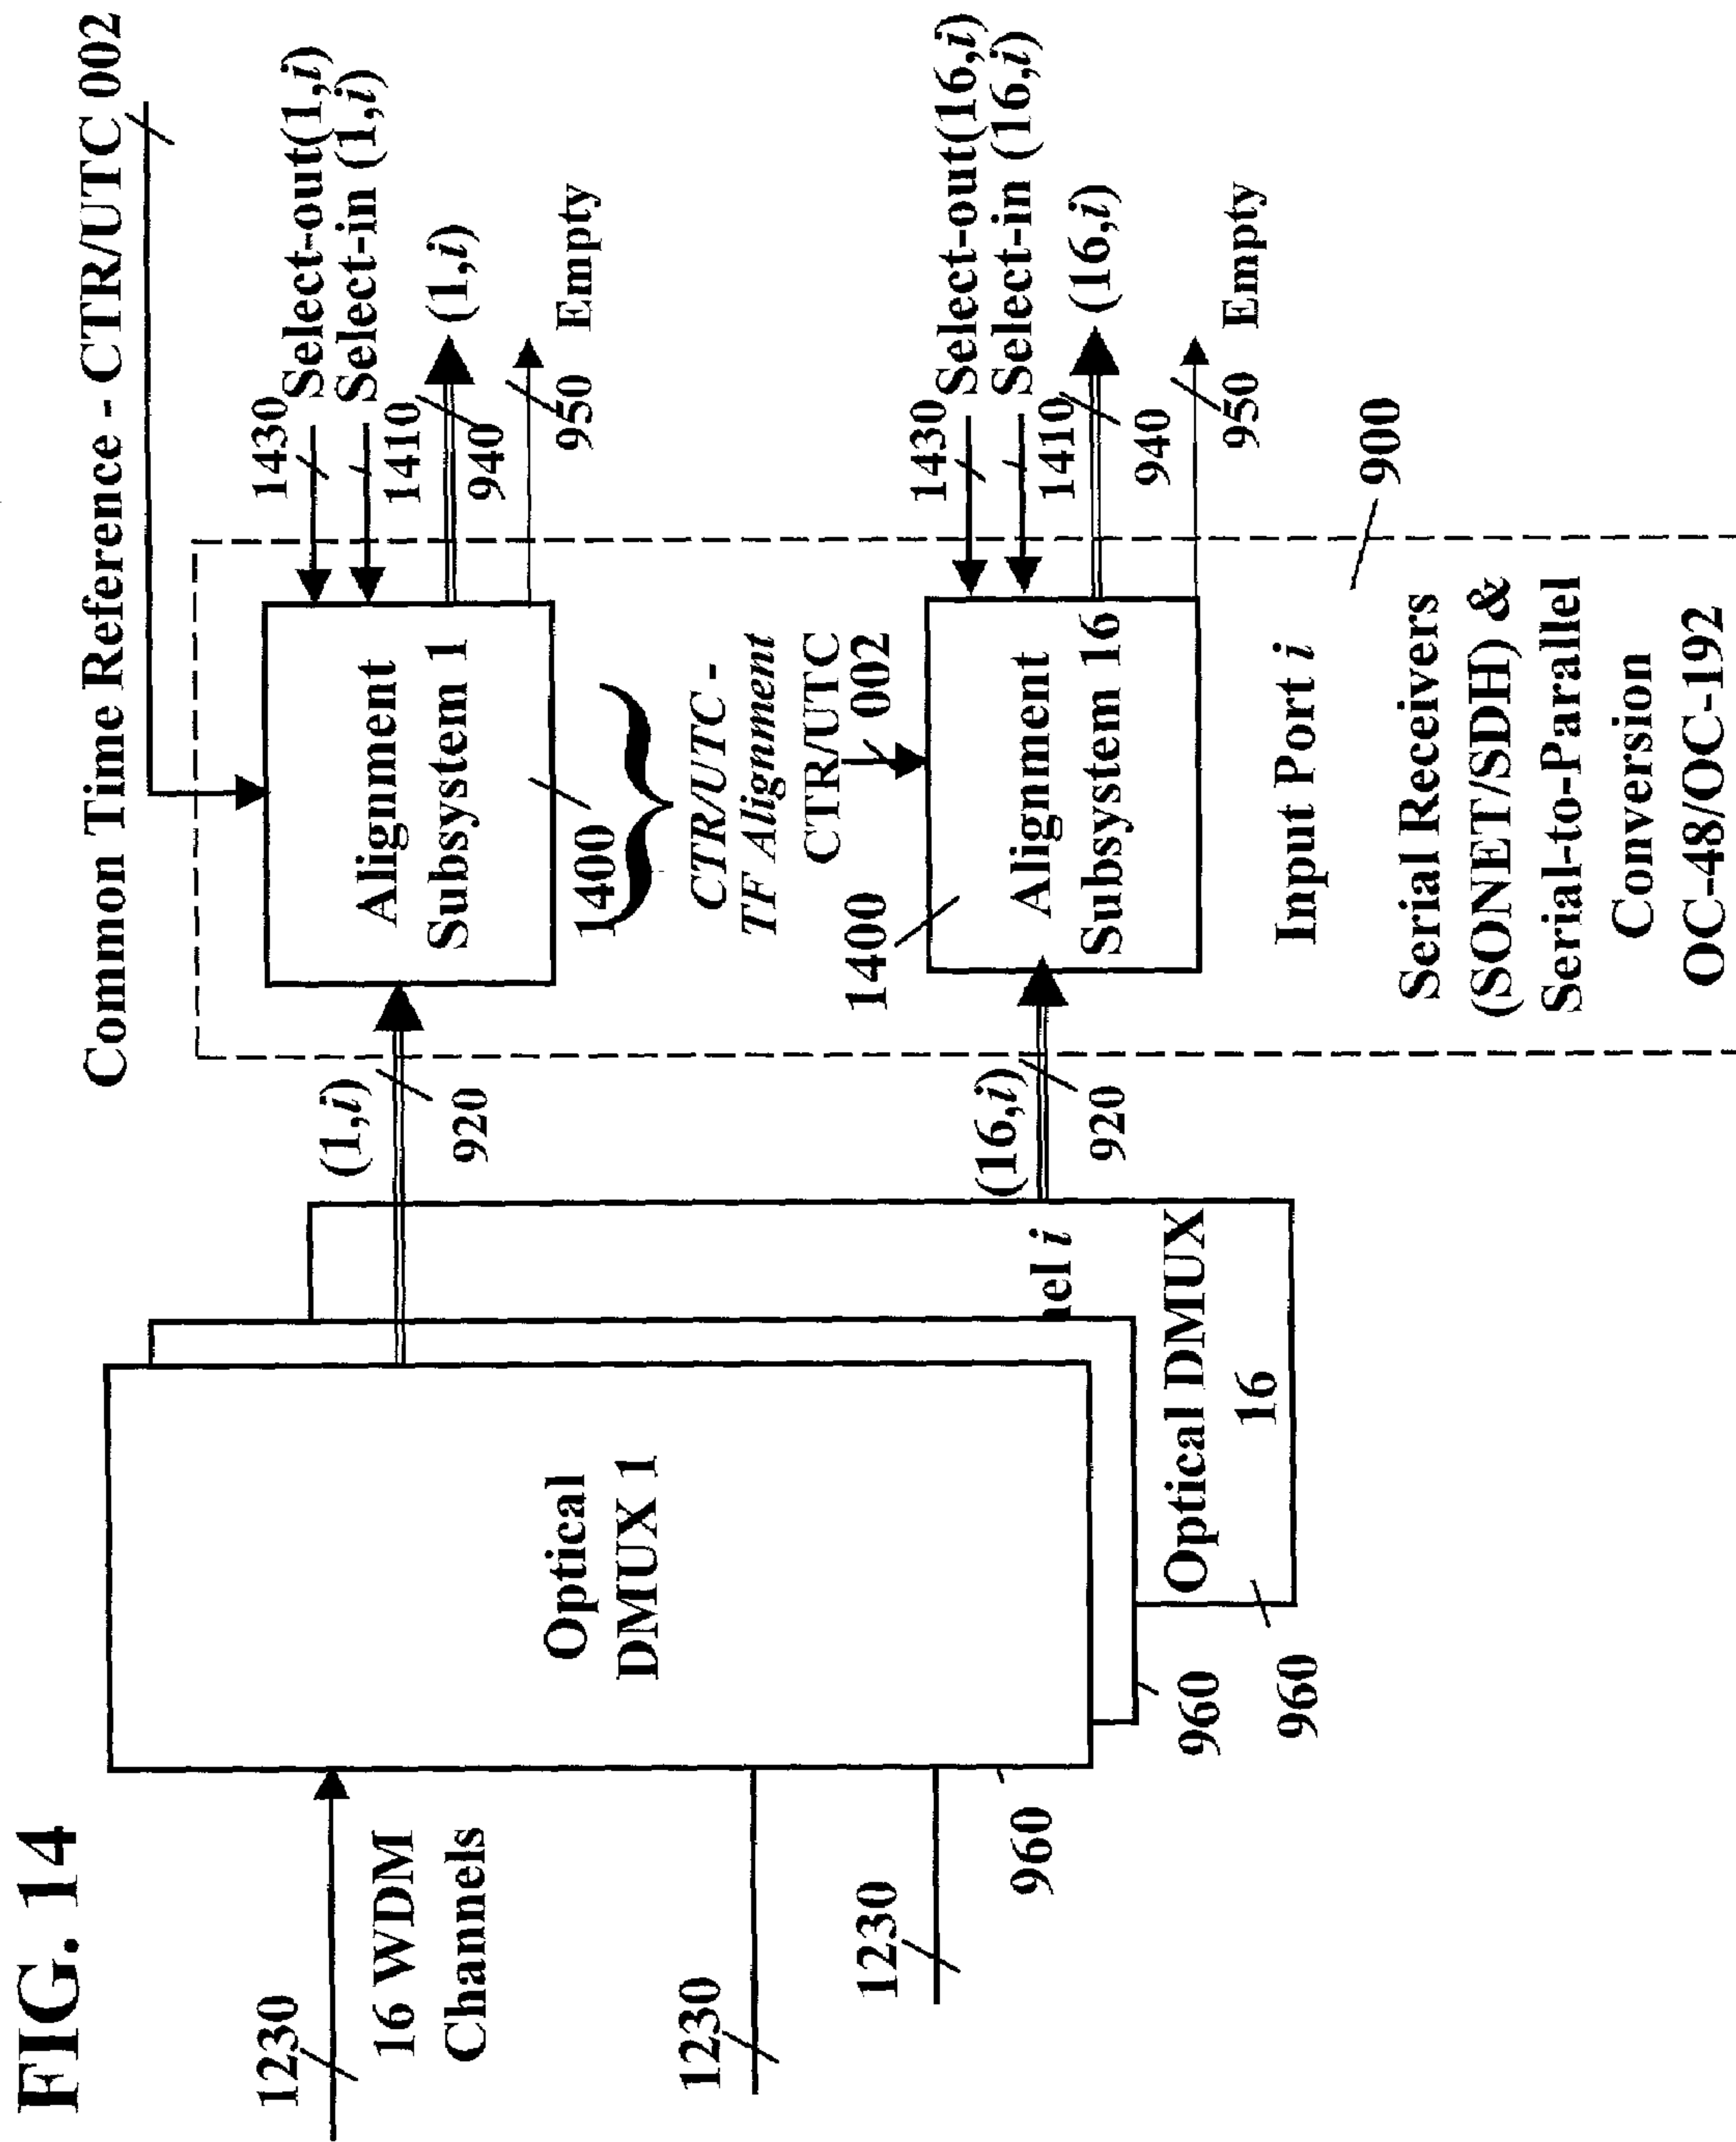 FIG. 14
Common Time Reference - CTR/UTC 002
1230
16 WDM
Channels
1230
1230
960
960
960
Optical
DMUX 1
nel i
Optical DMUX
16
(1,i)
920
(16,i)
920
Alignment
Subsystem 1
1400
CTR/UTC -
TF Alignment
CTR/UTC
002
1400
Alignment
Subsystem 16
Input Port i
900
Serial Receivers
(SONET/SDH) &
Serial-to-Parallel
Conversion
OC-48/OC-192
1430
Select-out(1,i)
Select-in (1,i)
1410
(1,i)
940
950
Empty
1430
Select-out(16,i)
Select-in (16,i)
1410
(16,i)
940
950
Empty